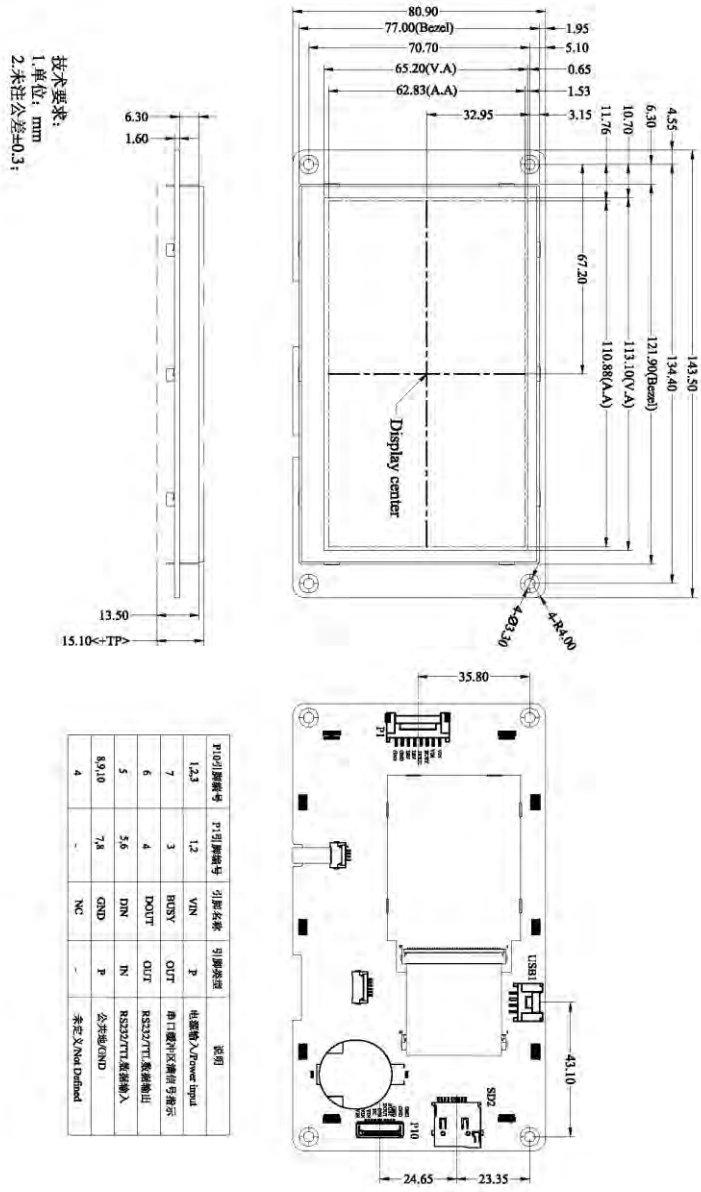 80.90
77.00(Bezel)
1.95
70.70
5.10
65.20(V.A)
0.65
62.83(A.A)
1.53
32.95
3.15
4.55
6.30
10.70
11.76
67.20
143.50
134.40
121.90(Bezel)
113.10(V.A)
110.88(A.A)
Display center
4-R4.00
4-Ø3.30
6.30
1.60
13.50
15.10<+TP>
技术要求：
1.单位：mm
2.未注公差±0.3；
35.80
P1
USB1
43.10
SD2
P10
24.65
23.35
P10引脚编号 P1引脚编号 引脚名称 引脚类型 说明
1,2,3 1,2 VIN P 电源输入/Power input
7 3 BUSY OUT 串口缓冲区满信号指示
6 4 DOUT OUT RS232/TTL数据输出
5 5,6 DIN IN RS232/TTL数据输入
8,9,10 7,8 GND P 公共地/GND
4 - NC - 未定义/Not Defined